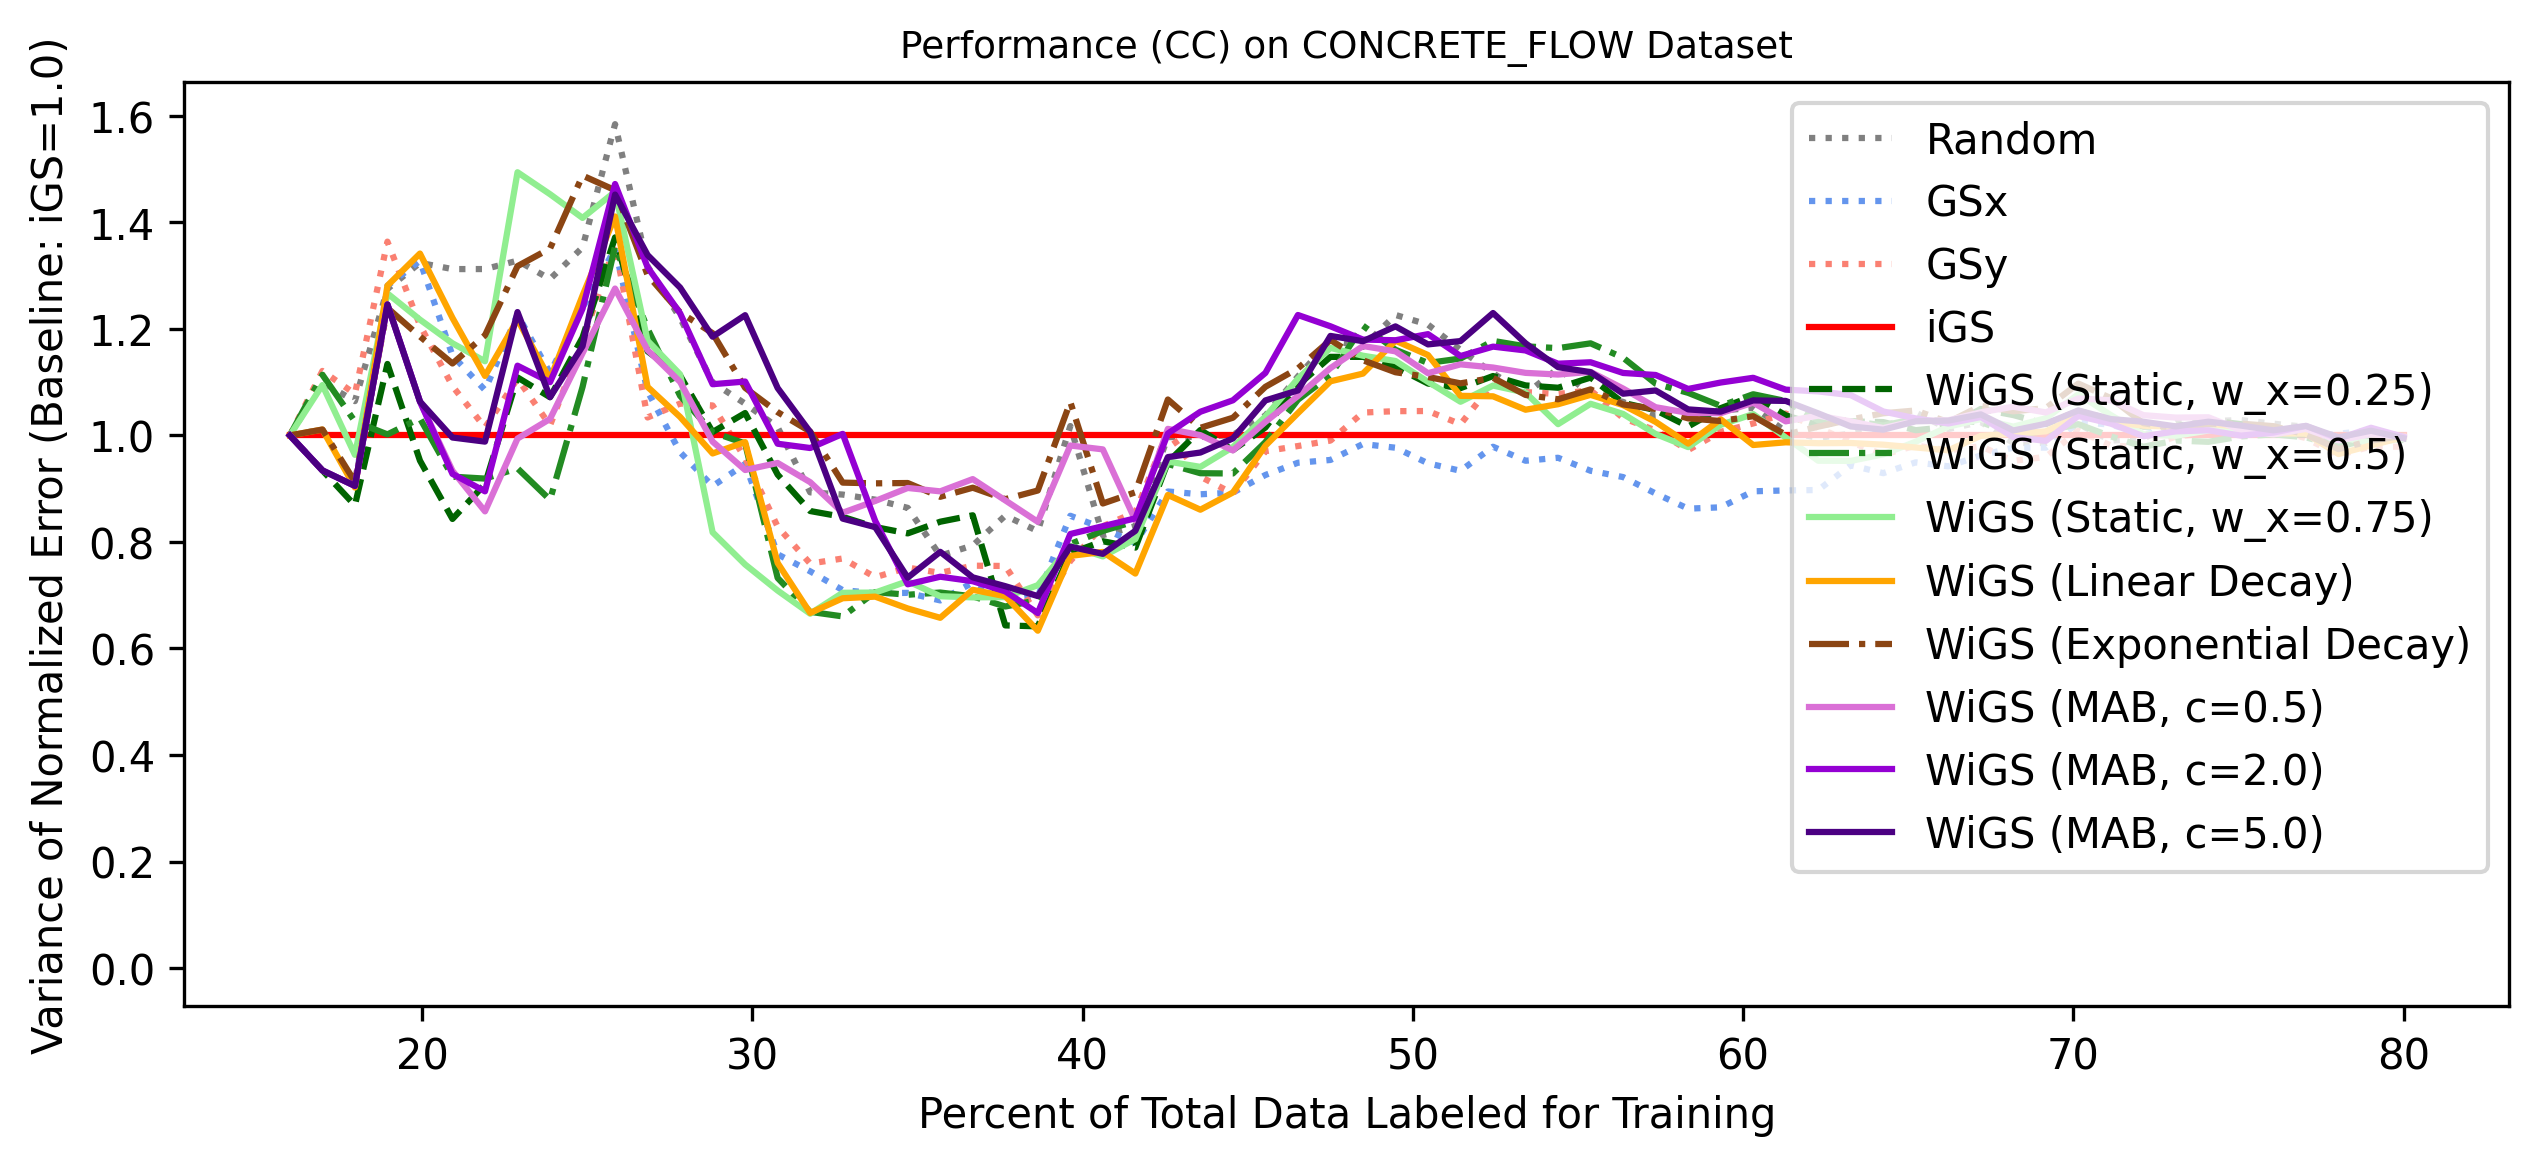 Performance (CC) on CONCRETE_FLOW Dataset
Variance of Normalized Error (Baseline: iGS=1.0)
1.6
1.4
1.2
1.0
0.8
0.6
0.4
0.2
0.0
Random
GSx
GSy
iGS
WiGS (Static, w_x=0.25)
WiGS (Static, w_x=0.5)
WiGS (Static, w_x=0.75)
WiGS (Linear Decay)
WiGS (Exponential Decay)
WiGS (MAB, c=0.5)
WiGS (MAB, c=2.0)
WiGS (MAB, c=5.0)
20 30 40 50 60 70 80
Percent of Total Data Labeled for Training